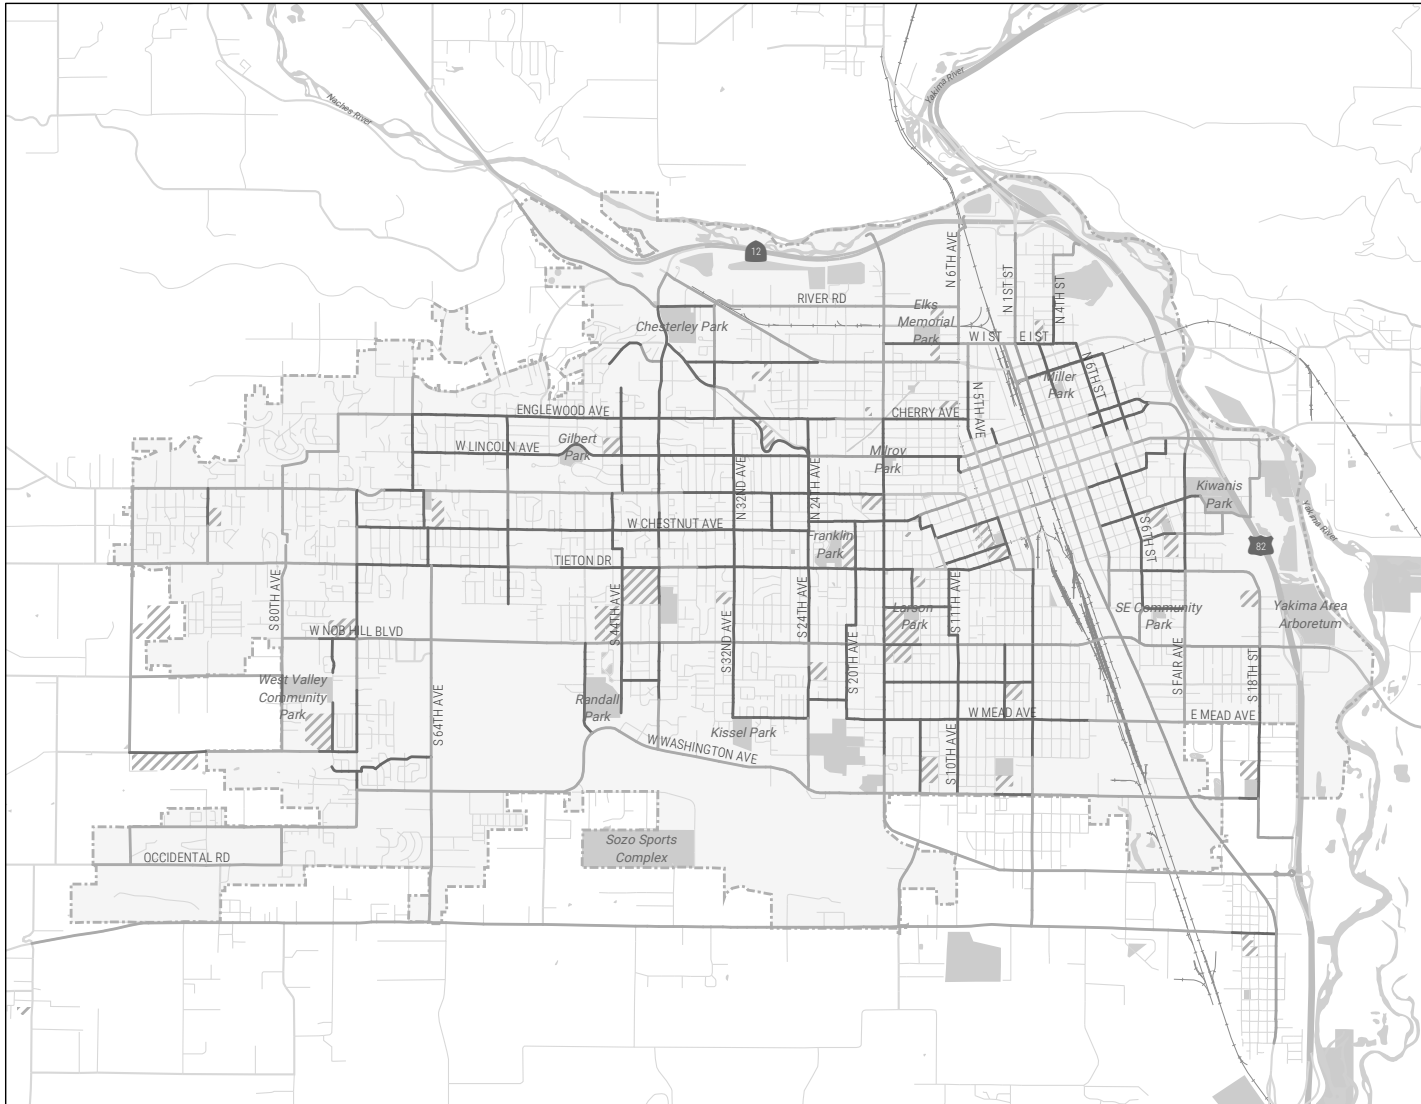 Naches River
Yakima River
12
N 6TH AVE
N 1ST ST
N 4TH ST
RIVER RD
Elks
Memorial
Park
Chesterley Park
W I ST
E I ST
N 6TH ST
Miller
Park
N 5TH AVE
ENGLEWOOD AVE
CHERRY AVE
W LINCOLN AVE
Gilbert
Park
Milroy
Park
N 32ND AVE
N 24TH AVE
Kiwanis
Park
Yakima River
W CHESTNUT AVE
Franklin
Park
S 6TH ST
82
TIETON DR
S 80TH AVE
S 44TH AVE
S 24TH AVE
S 11TH AVE
Larson
Park
SE Community
Park
Yakima Area
Arboretum
W NOB HILL BLVD
S 32ND AVE
S 20TH AVE
S FAIR AVE
S 18TH ST
West Valley
Community
Park
S 64TH AVE
Randall
Park
Kissel Park
W MEAD AVE
E MEAD AVE
W WASHINGTON AVE
S 10TH AVE
Sozo Sports
Complex
OCCIDENTAL RD